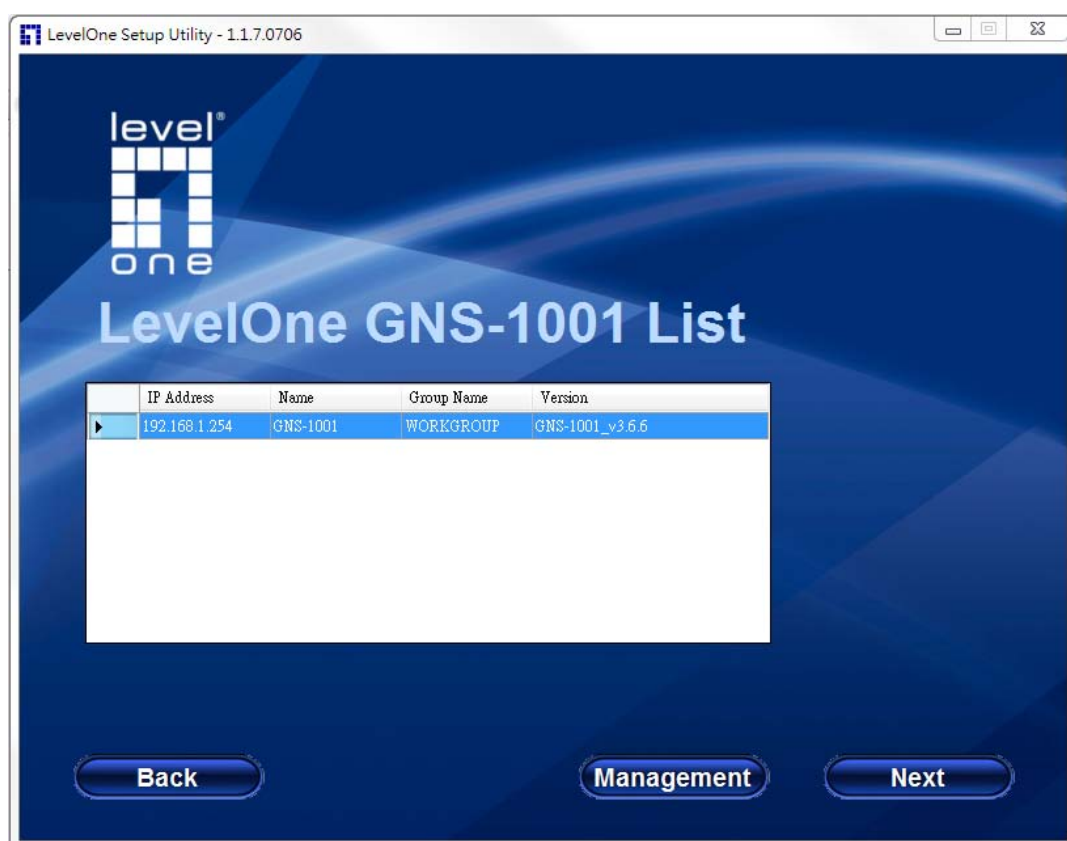 LevelOne Setup Utility - 1.1.7.0706
level®
one
LevelOne GNS-1001 List
IP Address Name Group Name Version
192.168.1.254 GNS-1001 WORKGROUP GNS-1001_v3.6.6
Back Management Next